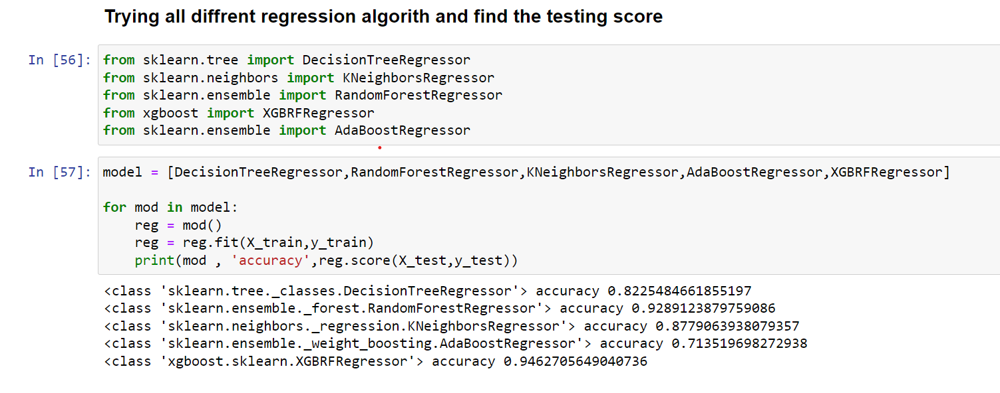 Trying all diffrent regression algorith and find the testing score
In [56]: from sklearn.tree import DecisionTreeRegressor
from sklearn.neighbors import KNeighborsRegressor
from sklearn.ensemble import RandomForestRegressor
from xgboost import XGBRFRegressor
from sklearn.ensemble import AdaBoostRegressor
In [57]: model = [DecisionTreeRegressor,RandomForestRegressor,KNeighborsRegressor,AdaBoostRegressor,XGBRFRegressor]
for mod in model:
    reg = mod()
    reg = reg.fit(X_train,y_train)
    print(mod , 'accuracy',reg.score(X_test,y_test))
<class 'sklearn.tree._classes.DecisionTreeRegressor'> accuracy 0.8225484661855197
<class 'sklearn.ensemble._forest.RandomForestRegressor'> accuracy 0.9289123879759086
<class 'sklearn.neighbors._regression.KNeighborsRegressor'> accuracy 0.8779063938079357
<class 'sklearn.ensemble._weight_boosting.AdaBoostRegressor'> accuracy 0.713519698272938
<class 'xgboost.sklearn.XGBRFRegressor'> accuracy 0.9462705649040736